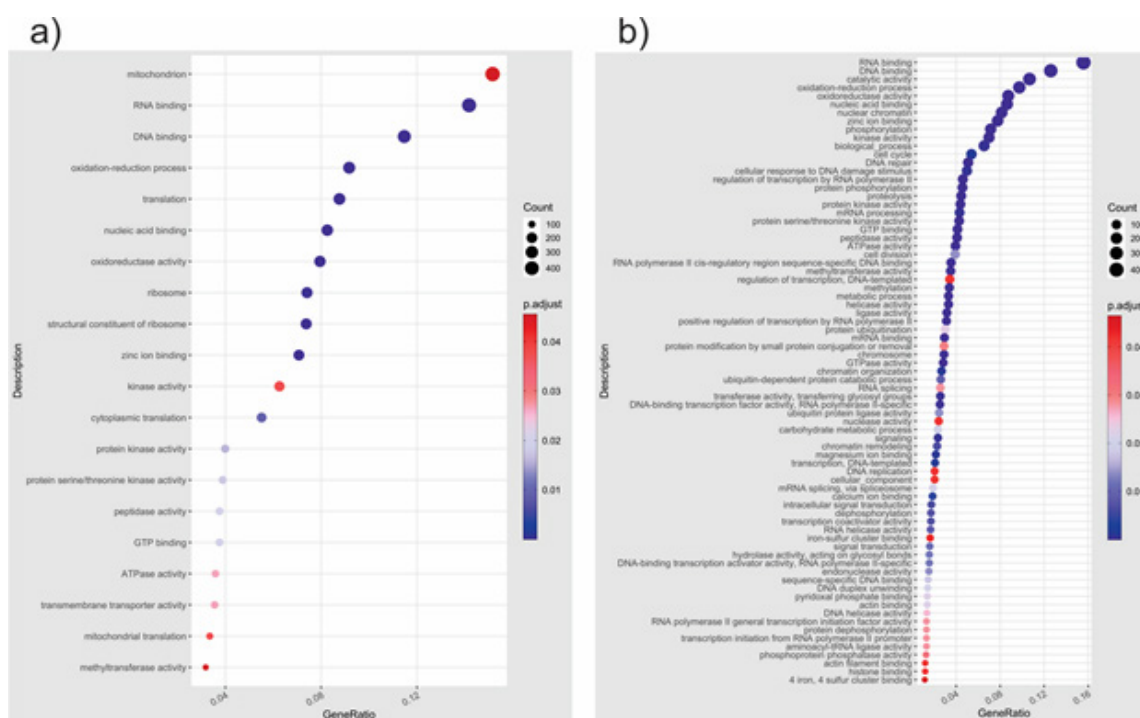 a)
mitochondrion
RNA binding
DNA binding
oxidation-reduction process
translation
nucleic acid binding
oxidoreductase activity
ribosome
structural constituent of ribosome
zinc ion binding
kinase activity
cytoplasmic translation
protein kinase activity
protein serine/threonine kinase activity
peptidase activity
GTP binding
ATPase activity
transmembrane transporter activity
mitochondrial translation
methyltransferase activity
Description
0.04
0.08
0.12
GeneRatio
Count
100
200
300
400
p.adjust
0.04
0.03
0.02
0.01
b)
RNA binding
DNA binding
catalytic activity
oxidation-reduction process
oxidoreductase activity
nucleic acid binding
nuclear chromatin
zinc ion binding
phosphorylation
kinase activity
biological_process
cell cycle
DNA repair
cellular response to DNA damage stimulus
regulation of transcription by RNA polymerase II
protein phosphorylation
proteolysis
protein kinase activity
mRNA processing
protein serine/threonine kinase activity
GTP binding
peptidase activity
ATPase activity
cell division
RNA polymerase II cis-regulatory region sequence-specific DNA binding
methyltransferase activity
regulation of transcription, DNA-templated
methylation
metabolic process
helicase activity
ligase activity
positive regulation of transcription by RNA polymerase II
protein ubiquitination
mRNA binding
protein modification by small protein conjugation or removal
chromosome
GTPase activity
chromatin organization
ubiquitin-dependent protein catabolic process
RNA splicing
transferase activity, transferring glycosyl groups
DNA-binding transcription factor activity, RNA polymerase II-specific
ubiquitin protein ligase activity
nuclease activity
carbohydrate metabolic process
signaling
chromatin remodeling
magnesium ion binding
transcription, DNA-templated
DNA replication
cellular_component
mRNA splicing, via spliceosome
calcium ion binding
intracellular signal transduction
dephosphorylation
transcription coactivator activity
RNA helicase activity
iron-sulfur cluster binding
signal transduction
hydrolase activity, acting on glycosyl bonds
DNA-binding transcription activator activity, RNA polymerase II-specific
endonuclease activity
sequence-specific DNA binding
DNA duplex unwinding
pyridoxal phosphate binding
actin binding
DNA helicase activity
RNA polymerase II general transcription initiation factor activity
protein dephosphorylation
transcription initiation from RNA polymerase II promoter
aminoacyl-tRNA ligase activity
phosphoprotein phosphatase activity
actin filament binding
histone binding
4 iron, 4 sulfur cluster binding
Description
0.04
0.08
0.12
0.16
GeneRatio
Count
10
20
30
40
p.adjust
0.04
0.0
0.0
0.0